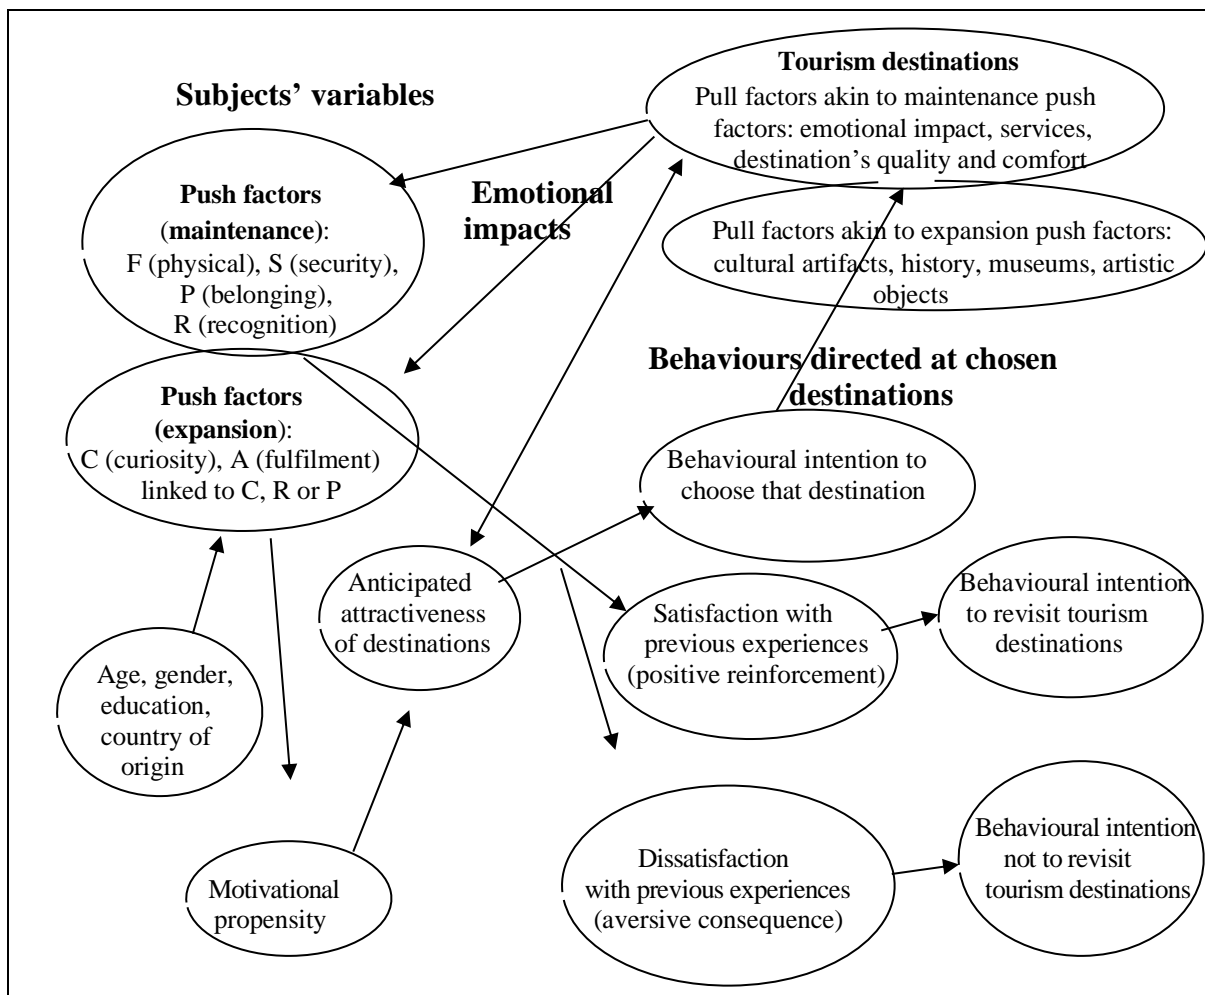 Subjects’ variables
Tourism destinations
Pull factors akin to maintenance push
factors: emotional impact, services,
destination’s quality and comfort
Push factors
(maintenance):
F (physical), S (security),
P (belonging),
R (recognition)
Emotional
impacts
Pull factors akin to expansion push factors:
cultural artifacts, history, museums, artistic
objects
Push factors
(expansion):
C (curiosity), A (fulfilment)
linked to C, R or P
Behaviours directed at chosen
destinations
Behavioural intention to
choose that destination
Anticipated
attractiveness
of destinations
Satisfaction with
previous experiences
(positive reinforcement)
Behavioural intention
to revisit tourism
destinations
Age, gender,
education,
country of
origin
Motivational
propensity
Dissatisfaction
with previous experiences
(aversive consequence)
Behavioural intention
not to revisit
tourism destinations